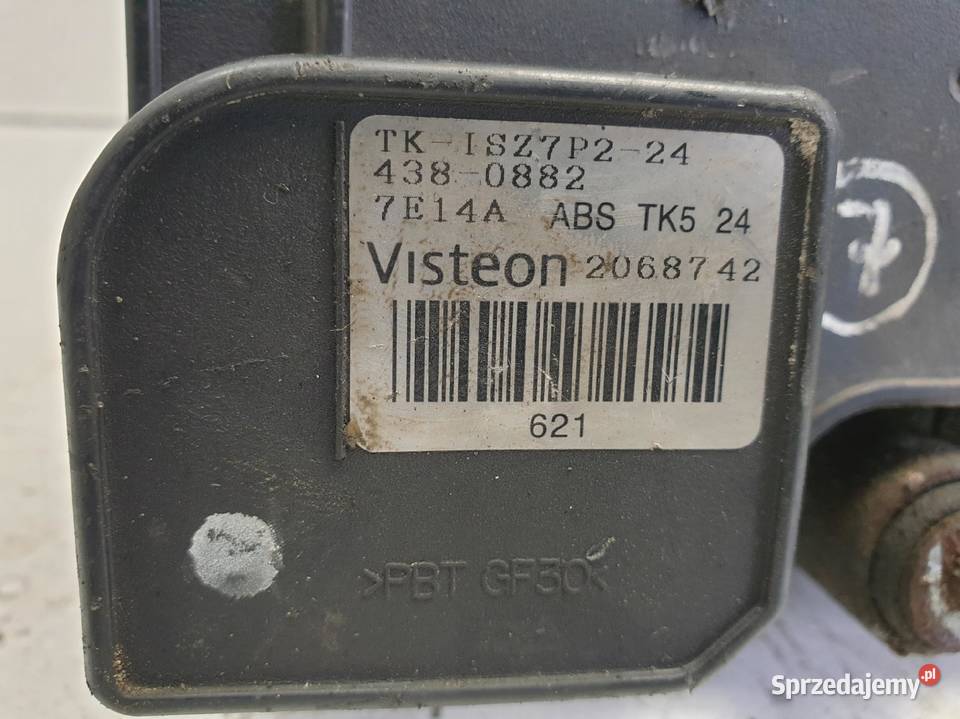 TK-ISZ7P2-24
438-0882
7E14A ABS TK5 24
Visteon 2068742
621
>PBT GF30<
7
Sprzedajemy.pl